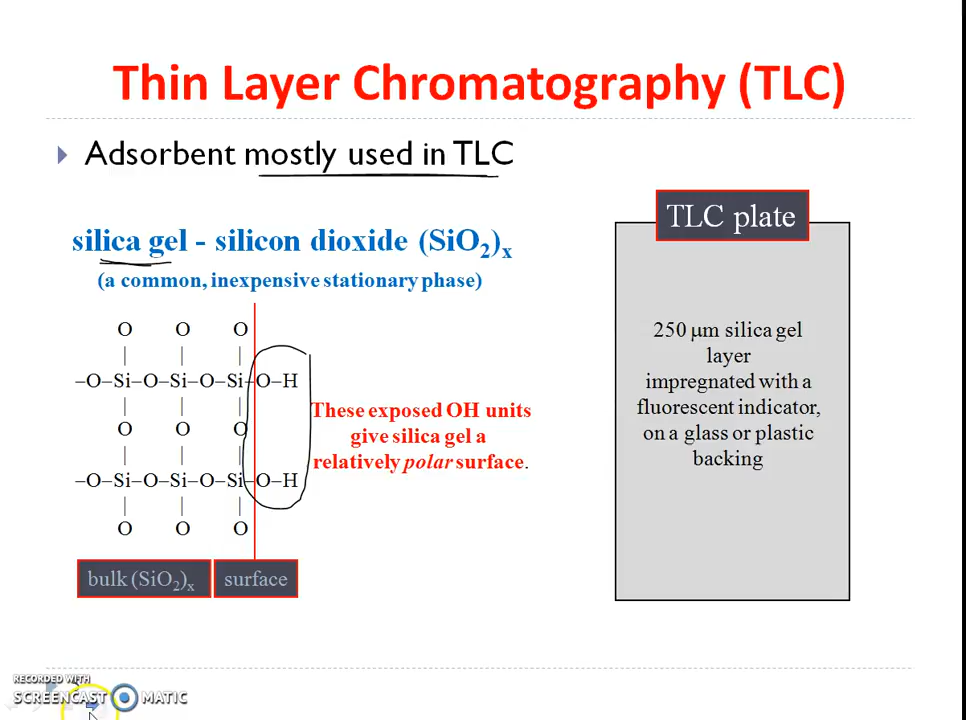 Thin Layer Chromatography (TLC)
Adsorbent mostly used in TLC
silica gel - silicon dioxide (SiO2)x
(a common, inexpensive stationary phase)
O O O
–O–Si–O–Si–O–Si–O–H
O O O
–O–Si–O–Si–O–Si–O–H
O O O
These exposed OH units
give silica gel a
relatively polar surface.
bulk (SiO2)x
surface
TLC plate
250 µm silica gel
layer
impregnated with a
fluorescent indicator,
on a glass or plastic
backing
RECORDED WITH
SCREENCAST MATIC